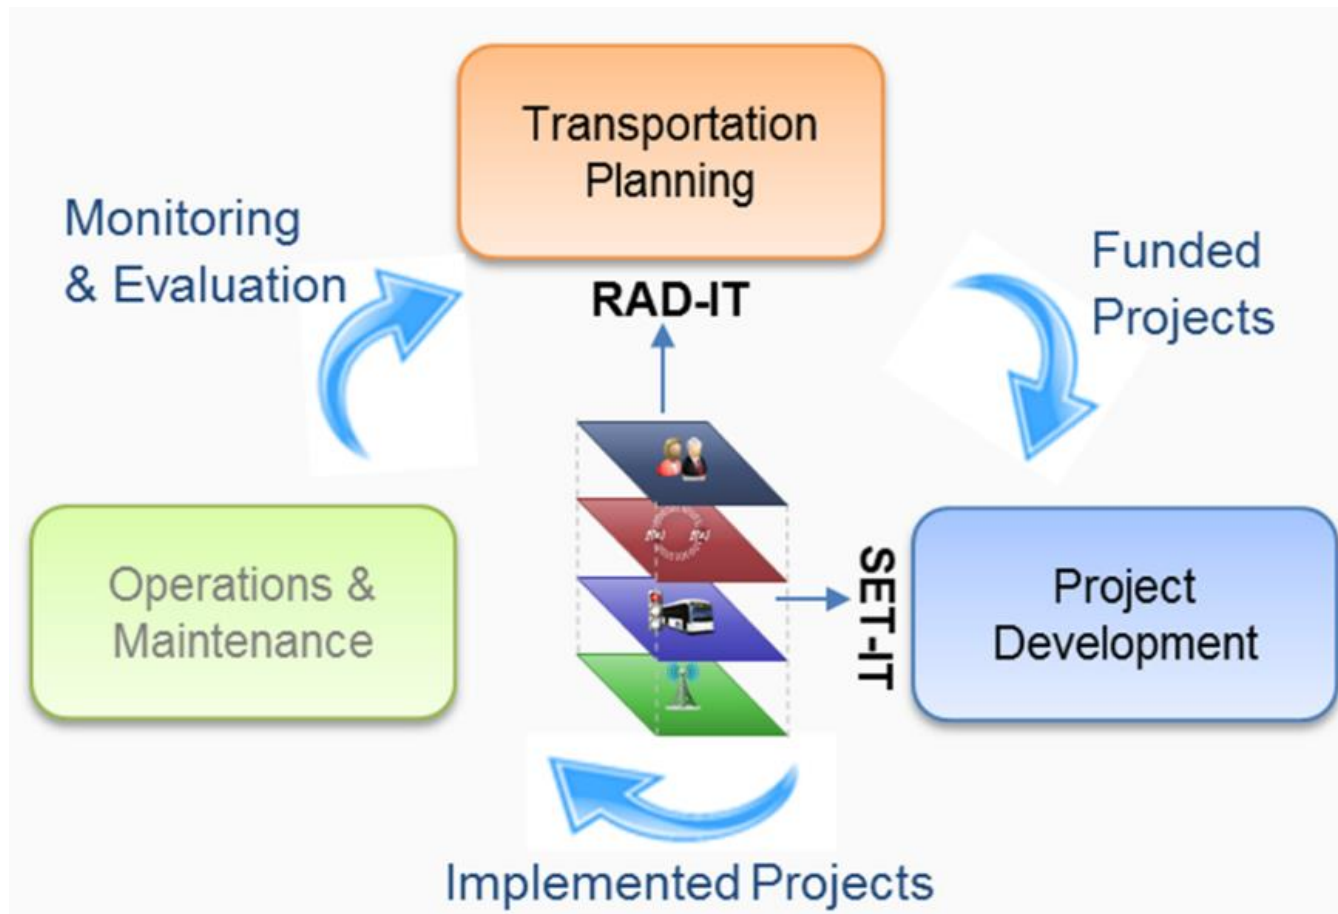 Transportation
Planning
Monitoring
& Evaluation
Funded
Projects
RAD-IT
Operations &
Maintenance
SET-IT
Project
Development
Implemented Projects